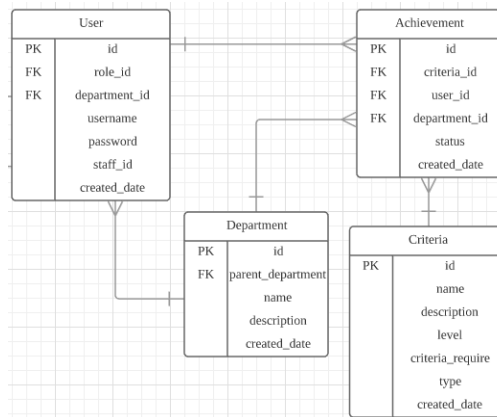 User
PK id
FK role_id
FK department_id
username
password
staff_id
created_date
Achievement
PK id
FK criteria_id
FK user_id
FK department_id
status
created_date
Department
PK id
FK parent_department
name
description
created_date
Criteria
PK id
name
description
level
criteria_require
type
created_date